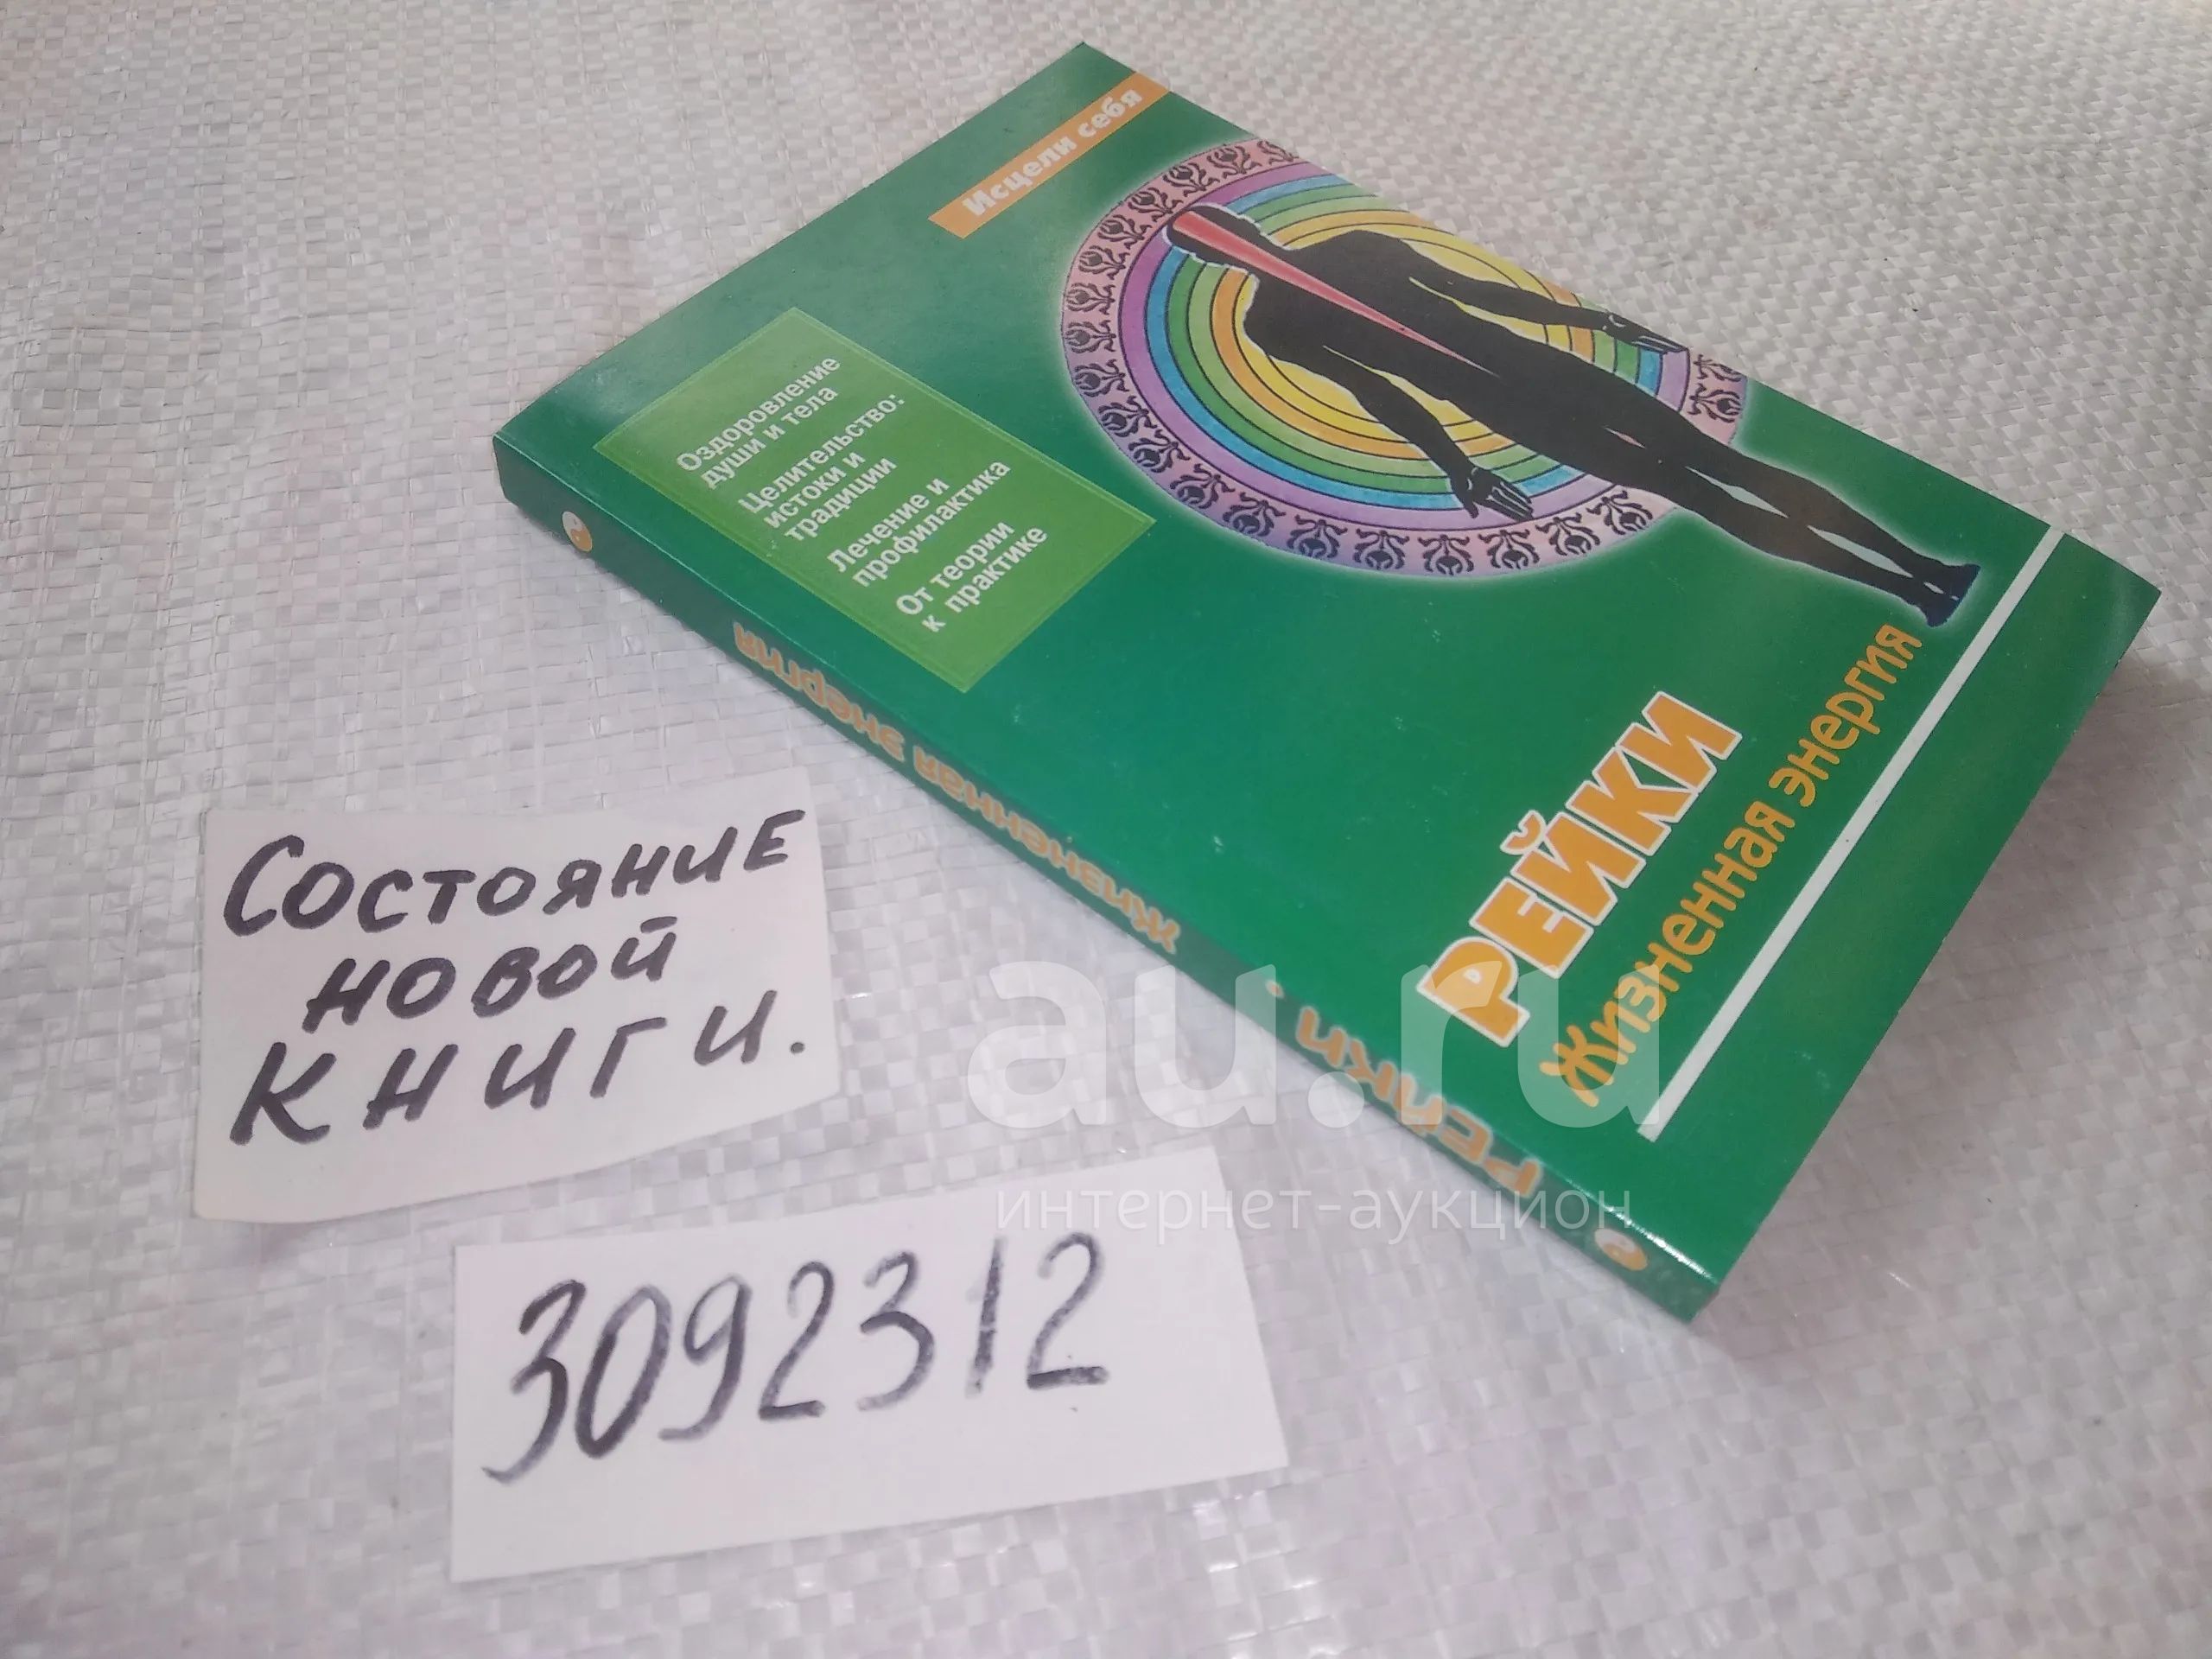 Исцели себя
Оздоровление
души и тела
Целительство:
истоки и
традиции
Лечение и
профилактика
От теории
к практике
РЕЙКИ
Жизненная энергия
РЕЙКИ. Жизненная энергия
СОСТОЯНИЕ
НОВОЙ
КНИГИ.
3092312
au.ru
интернет-аукцион